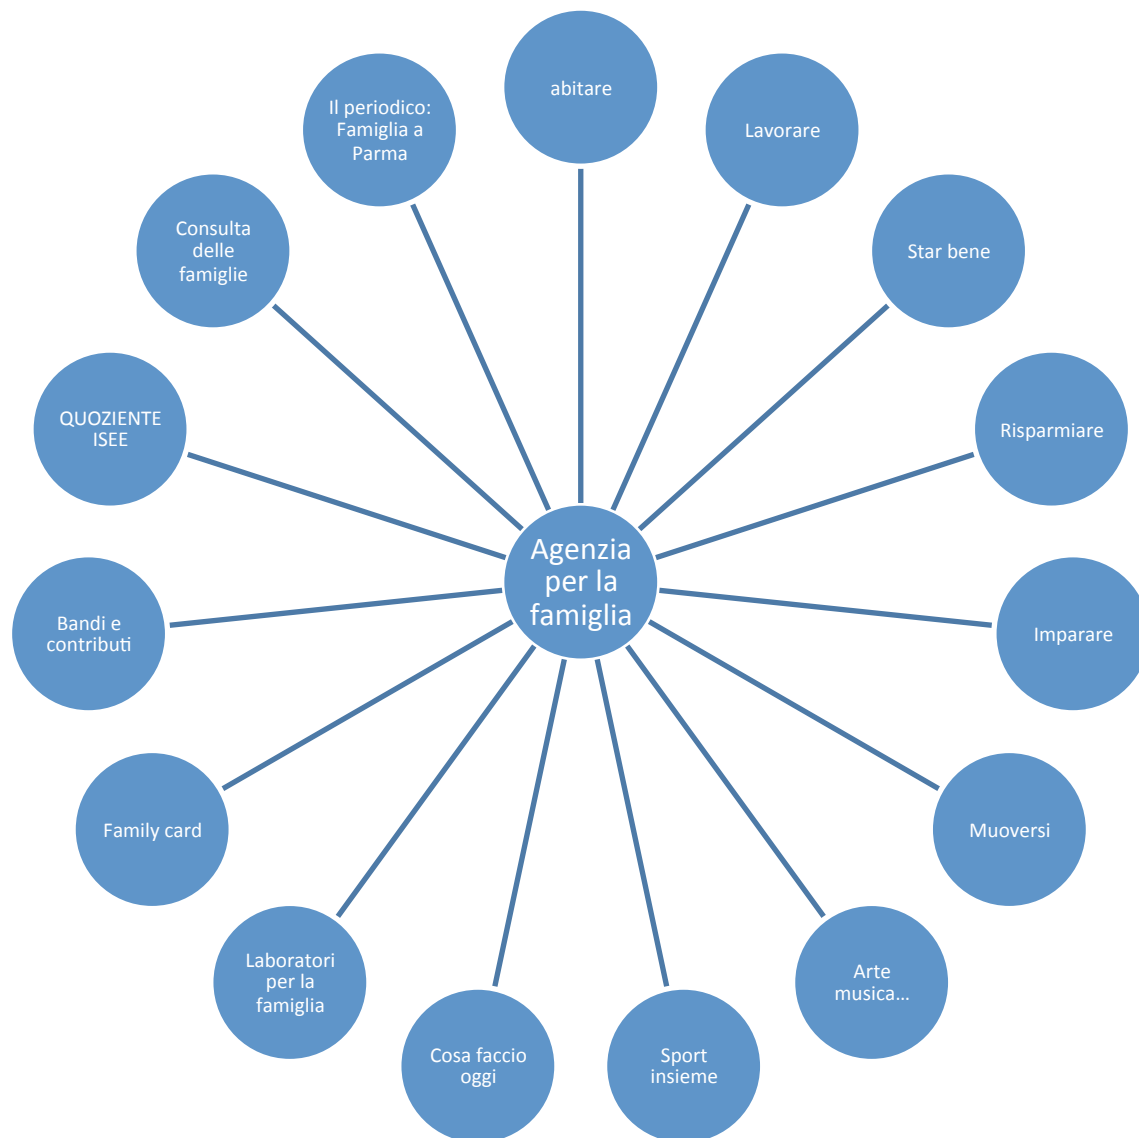 abitare
Lavorare
Star bene
Risparmiare
Imparare
Muoversi
Arte
musica...
Sport
insieme
Cosa faccio
oggi
Laboratori
per la
famiglia
Family card
Bandi e
contributi
QUOZIENTE
ISEE
Consulta
delle
famiglie
Il periodico:
Famiglia a
Parma
Agenzia
per la
famiglia